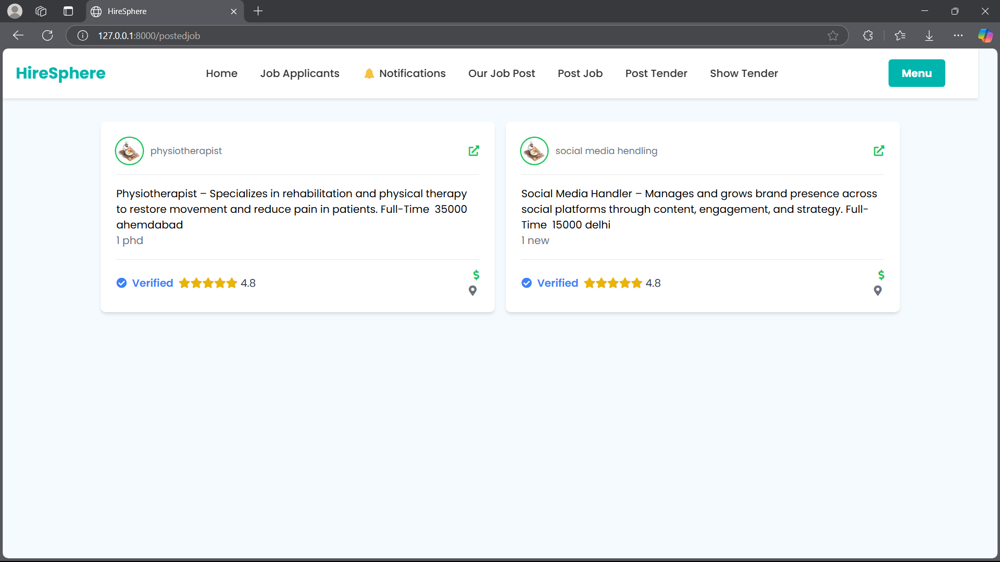 HireSphere
127.0.0.1:8000/postedjob
HireSphere
Home
Job Applicants
Notifications
Our Job Post
Post Job
Post Tender
Show Tender
Menu
physiotherapist
Physiotherapist – Specializes in rehabilitation and physical therapy
to restore movement and reduce pain in patients. Full-Time 35000
ahemdabad
1 phd
Verified
4.8
social media hendling
Social Media Handler – Manages and grows brand presence across
social platforms through content, engagement, and strategy. Full-
Time 15000 delhi
1 new
Verified
4.8